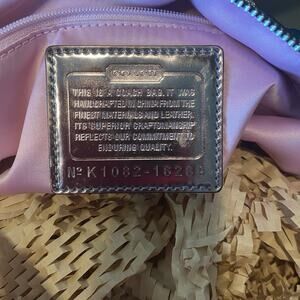 COACH
THIS IS A COACH BAG. IT WAS
HANDCRAFTED IN CHINA FROM THE
FINEST MATERIALS AND LEATHER.
ITS SUPERIOR CRAFTSMANSHIP
REFLECTS OUR COMMITMENT TO
ENDURING QUALITY.
Nº K1082-1628